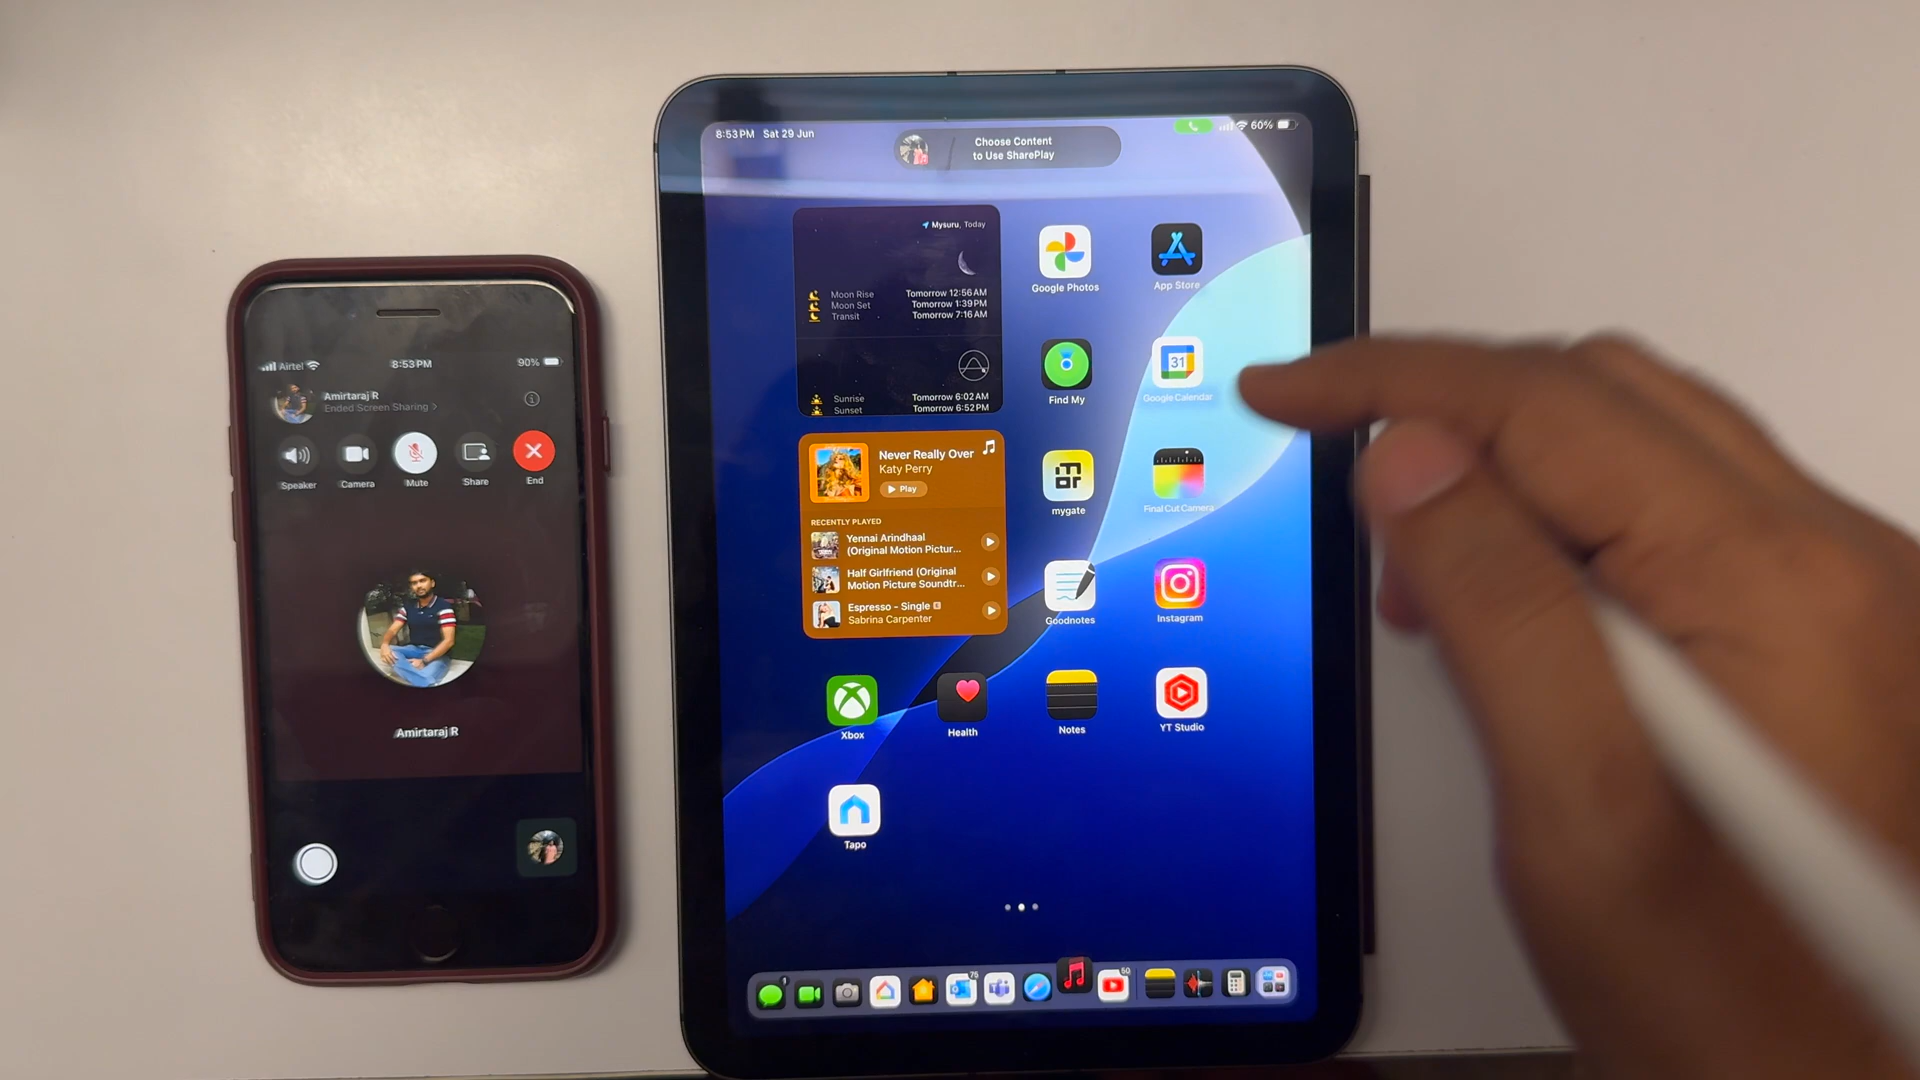 Airtel
8:53 PM
90%
Amirtaraj R
Ended Screen Sharing >
Speaker
Camera
Mute
Share
End
Amirtaraj R
8:53 PM Sat 29 Jun
Choose Content
to Use SharePlay
60%
Mysuru, Today
Moon Rise Tomorrow 12:56 AM
Moon Set Tomorrow 1:39 PM
Transit Tomorrow 7:16 AM
Sunrise Tomorrow 6:02 AM
Sunset Tomorrow 6:52 PM
Google Photos
App Store
Find My
31
Google Calendar
Never Really Over
Katy Perry
Play
RECENTLY PLAYED
Yennai Arindhaal
(Original Motion Pictur...
Half Girlfriend (Original
Motion Picture Soundtr...
Espresso - Single E
Sabrina Carpenter
mygate
Final Cut Camera
Goodnotes
Instagram
Xbox
Health
Notes
YT Studio
Tapo
1
75
50